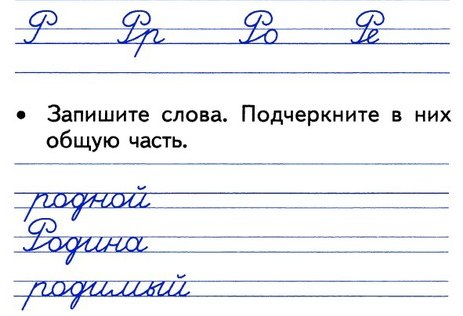 Р Рр Ро Ре
• Запишите слова. Подчеркните в них
общую часть.
родной
Родина
родимый